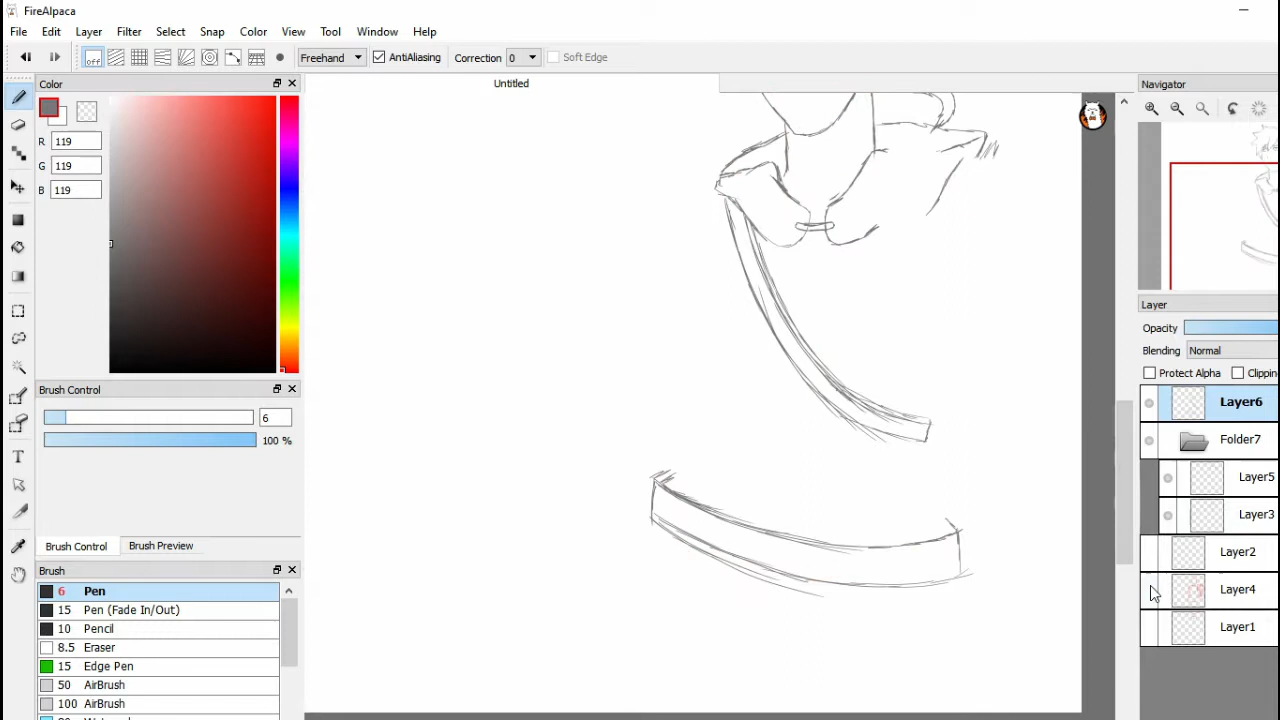 FireAlpaca
File Edit Layer Filter Select Snap Color View Tool Window Help
off Freehand AntiAliasing Correction 0 Soft Edge
Color
Untitled
Navigator
R 119
G 119
B 119
Layer
Opacity
Blending Normal
Protect Alpha Clipping
Brush Control
6
100 %
Layer6
Folder7
Layer5
Layer3
Layer2
Layer4
Layer1
Brush Control Brush Preview
Brush
6 Pen
15 Pen (Fade In/Out)
10 Pencil
8.5 Eraser
15 Edge Pen
50 AirBrush
100 AirBrush